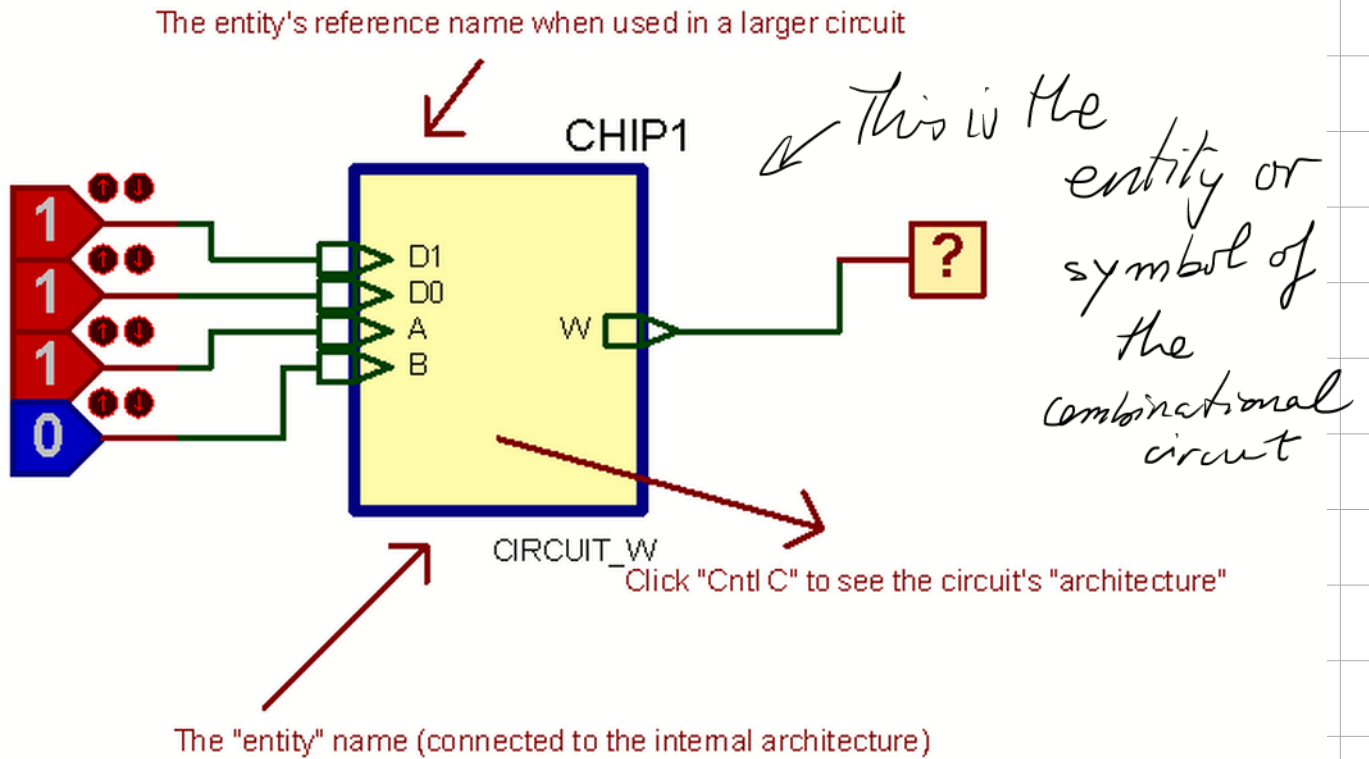 The entity's reference name when used in a larger circuit
CHIP1
This is the
entity or
symbol of
the
combinational
circuit
1
1
1
0
D1
D0
A
B
W
?
CIRCUIT_W
Click "Cntl C" to see the circuit's "architecture"
The "entity" name (connected to the internal architecture)